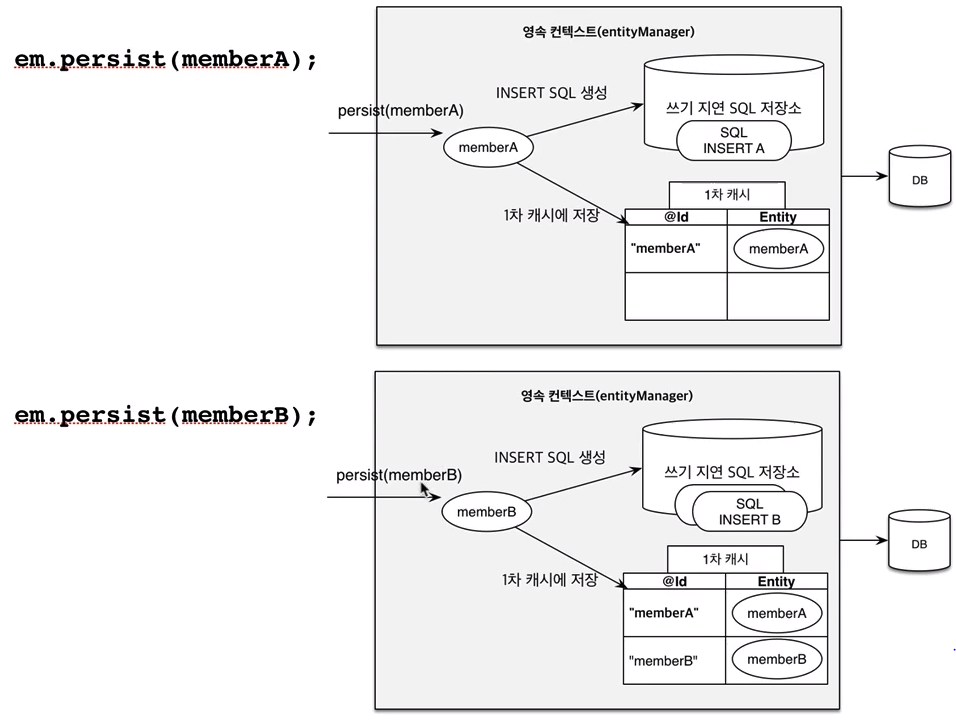 em.persist(memberA);
영속 컨텍스트(entityManager)
persist(memberA)
memberA
INSERT SQL 생성
쓰기 지연 SQL 저장소
SQL
INSERT A
1차 캐시에 저장
1차 캐시
@Id Entity
"memberA" memberA
DB
em.persist(memberB);
영속 컨텍스트(entityManager)
persist(memberB)
memberB
INSERT SQL 생성
쓰기 지연 SQL 저장소
SQL
INSERT B
1차 캐시에 저장
1차 캐시
@Id Entity
"memberA" memberA
"memberB" memberB
DB